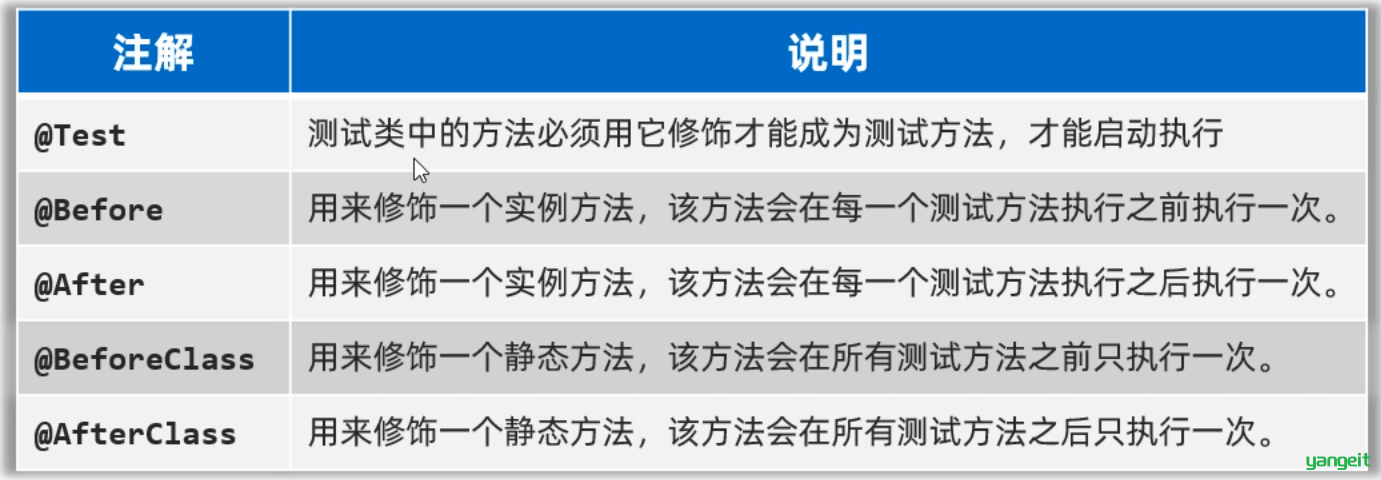 注解 说明
@Test 测试类中的方法必须用它修饰才能成为测试方法，才能启动执行
@Before 用来修饰一个实例方法，该方法会在每一个测试方法执行之前执行一次。
@After 用来修饰一个实例方法，该方法会在每一个测试方法执行之后执行一次。
@BeforeClass 用来修饰一个静态方法，该方法会在所有测试方法之前只执行一次。
@AfterClass 用来修饰一个静态方法，该方法会在所有测试方法之后只执行一次。
yangeit